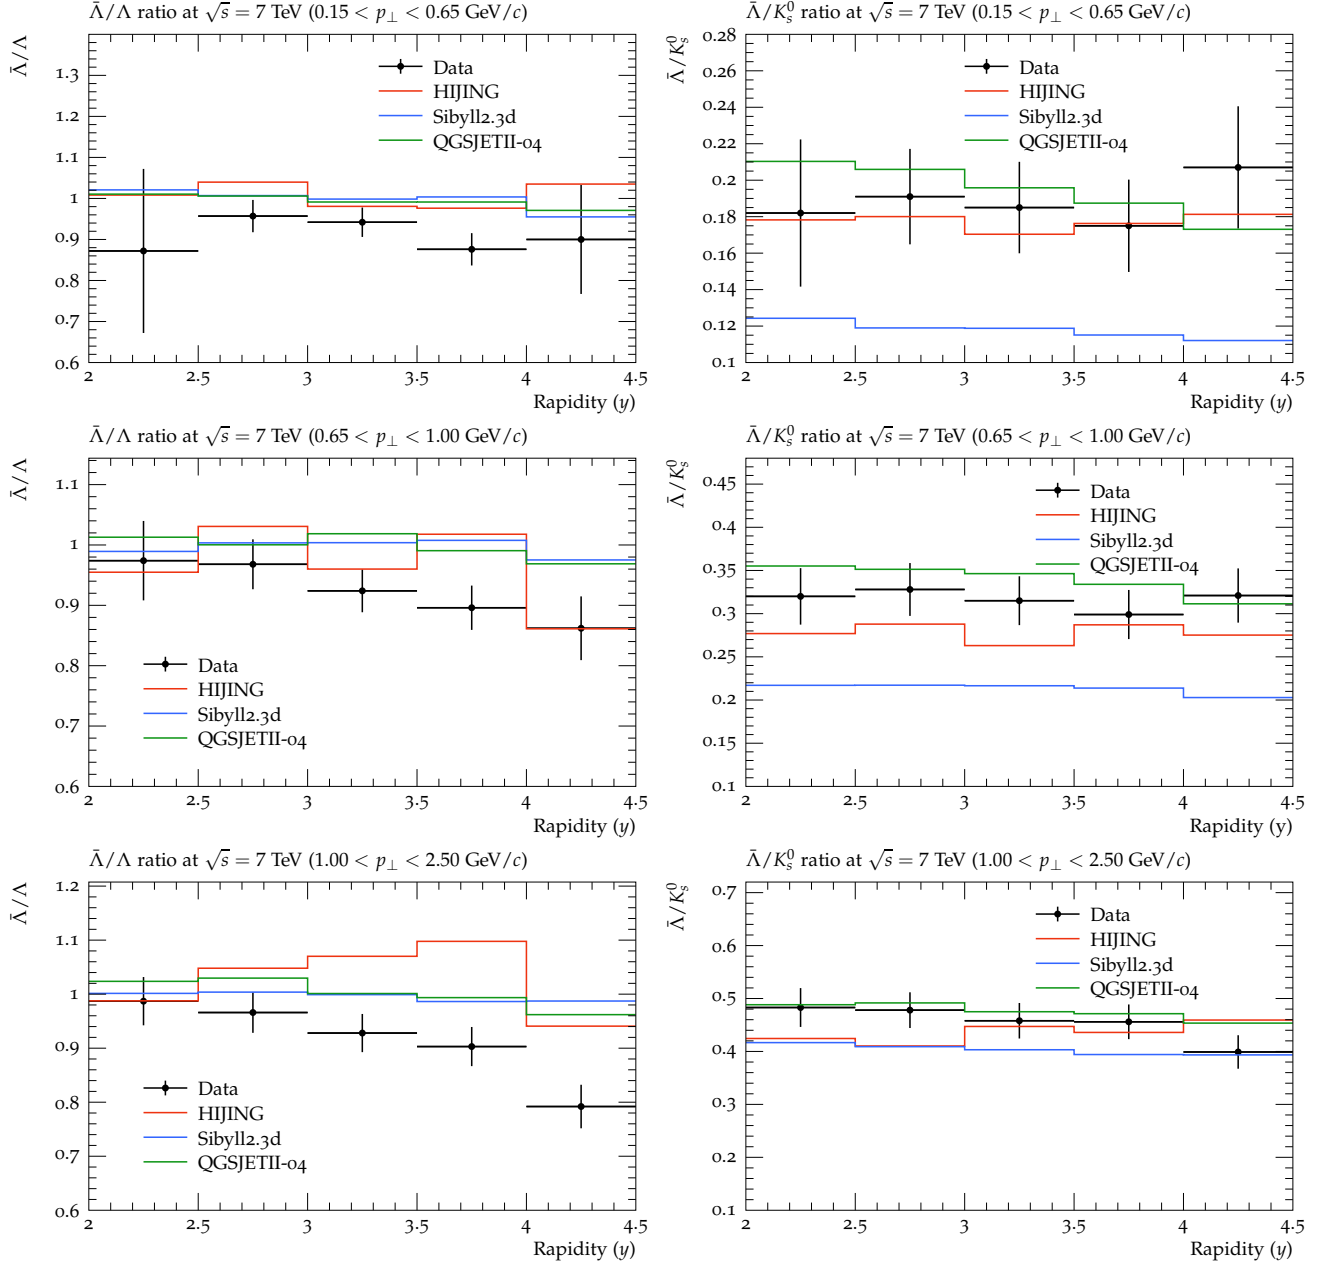 Λ̄/Λ ratio at √s = 7 TeV (0.15 < p⊥ < 0.65 GeV/c)
Λ̄/Λ
1.3
1.2
1.1
1
0.9
0.8
0.7
0.6
Data
HIJING
Sibyll2.3d
QGSJETII-04
2 2.5 3 3.5 4 4.5
Rapidity (y)
Λ̄/K⁰ₛ ratio at √s = 7 TeV (0.15 < p⊥ < 0.65 GeV/c)
Λ̄/K⁰ₛ
0.28
0.26
0.24
0.22
0.2
0.18
0.16
0.14
0.12
0.1
Data
HIJING
Sibyll2.3d
QGSJETII-04
2 2.5 3 3.5 4 4.5
Rapidity (y)
Λ̄/Λ ratio at √s = 7 TeV (0.65 < p⊥ < 1.00 GeV/c)
Λ̄/Λ
1.1
1
0.9
0.8
0.7
0.6
Data
HIJING
Sibyll2.3d
QGSJETII-04
2 2.5 3 3.5 4 4.5
Rapidity (y)
Λ̄/K⁰ₛ ratio at √s = 7 TeV (0.65 < p⊥ < 1.00 GeV/c)
Λ̄/K⁰ₛ
0.45
0.4
0.35
0.3
0.25
0.2
0.15
0.1
Data
HIJING
Sibyll2.3d
QGSJETII-04
2 2.5 3 3.5 4 4.5
Rapidity (y)
Λ̄/Λ ratio at √s = 7 TeV (1.00 < p⊥ < 2.50 GeV/c)
Λ̄/Λ
1.2
1.1
1
0.9
0.8
0.7
0.6
Data
HIJING
Sibyll2.3d
QGSJETII-04
2 2.5 3 3.5 4 4.5
Rapidity (y)
Λ̄/K⁰ₛ ratio at √s = 7 TeV (1.00 < p⊥ < 2.50 GeV/c)
Λ̄/K⁰ₛ
0.7
0.6
0.5
0.4
0.3
0.2
0.1
Data
HIJING
Sibyll2.3d
QGSJETII-04
2 2.5 3 3.5 4 4.5
Rapidity (y)